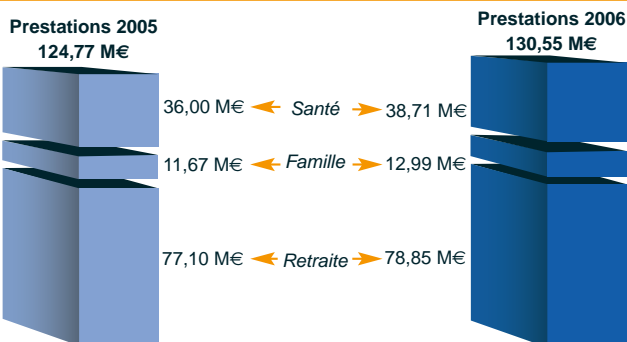 Prestations 2005
124,77 M€
Prestations 2006
130,55 M€
36,00 M€ Santé 38,71 M€
11,67 M€ Famille 12,99 M€
77,10 M€ Retraite 78,85 M€